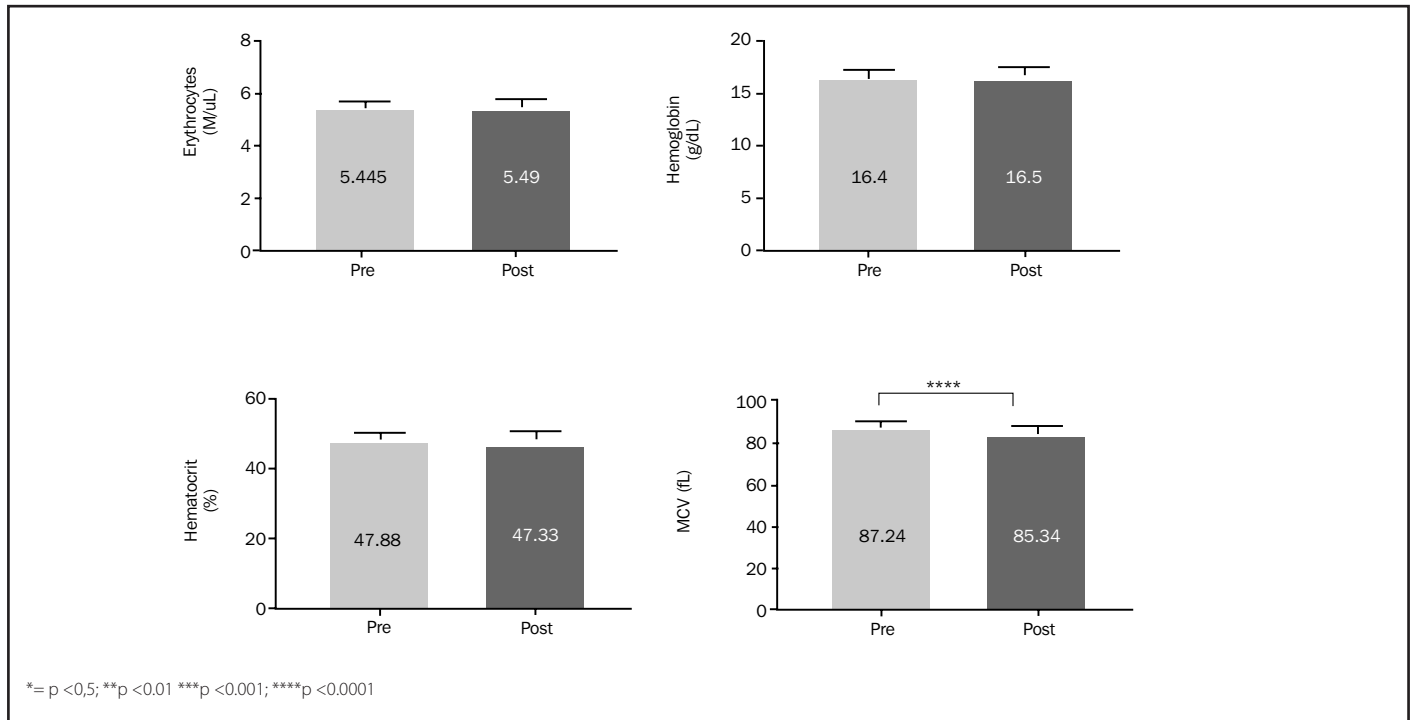 8
6
4
2
0
Erythrocytes
(M/uL)
5.445
5.49
Pre
Post
20
15
10
5
0
Hemoglobin
(g/dL)
16.4
16.5
Pre
Post
60
40
20
0
Hematocrit
(%)
47.88
47.33
Pre
Post
****
100
80
60
40
20
0
MCV (fL)
87.24
85.34
Pre
Post
*= p <0,5; **p <0.01 ***p <0.001; ****p <0.0001